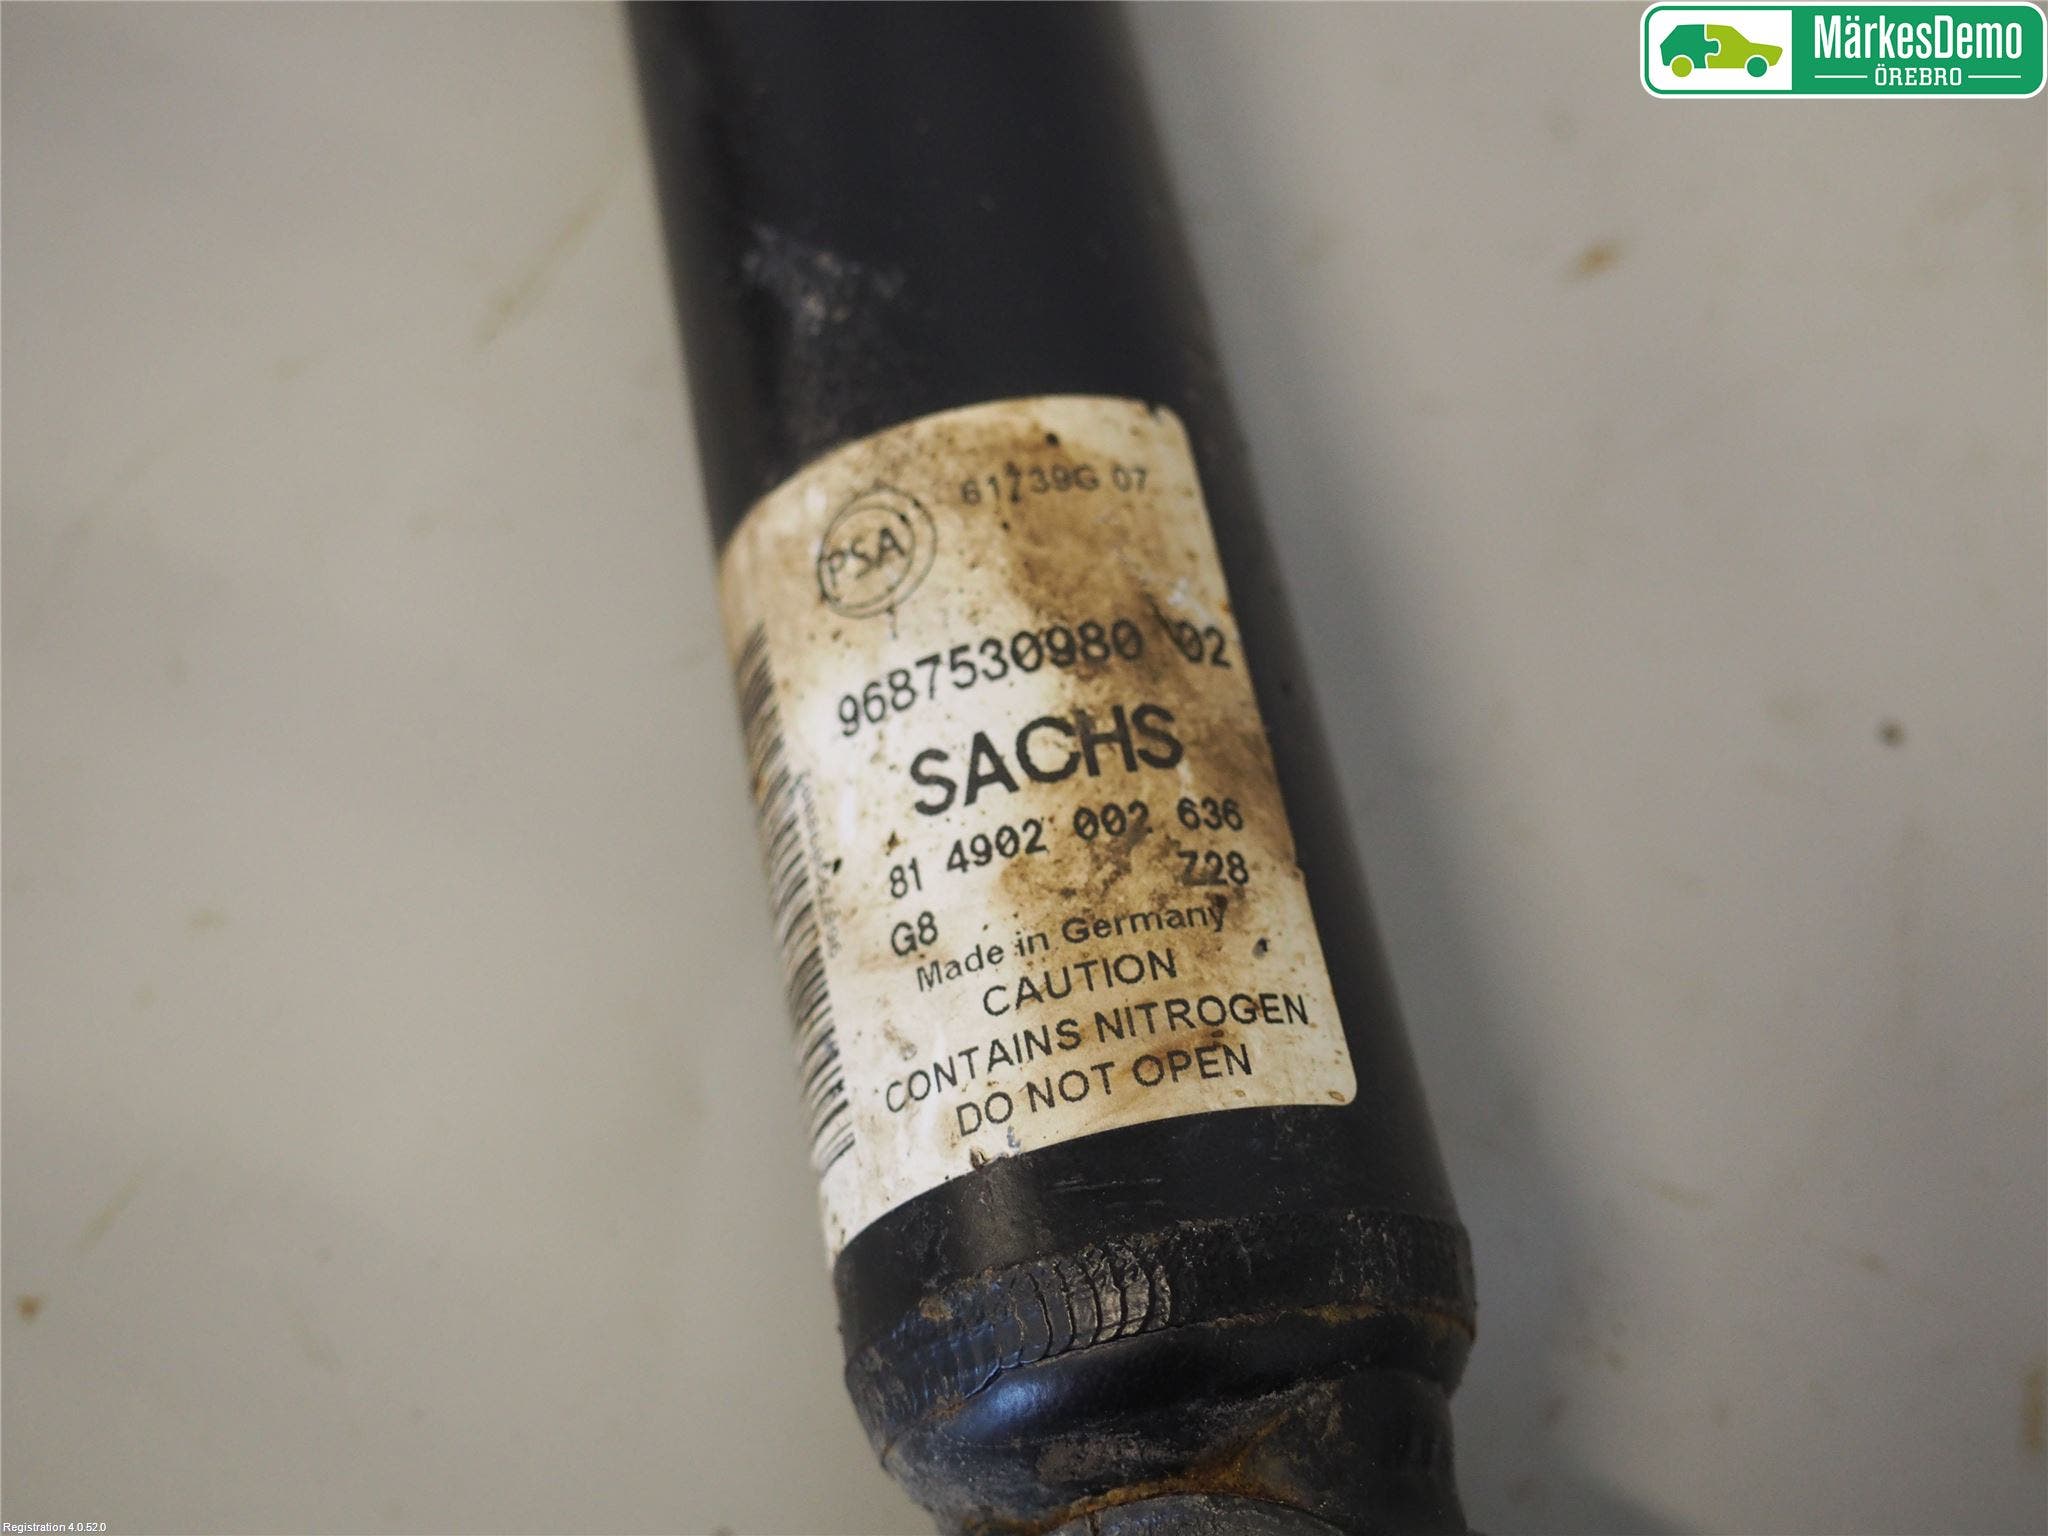 MärkesDemo
ÖREBRO
61739G 07
PSA
9687530980 02
SACHS
81 4902 002 636
G8 Z28
Made in Germany
CAUTION
CONTAINS NITROGEN
DO NOT OPEN
Registration 4.0.52.0